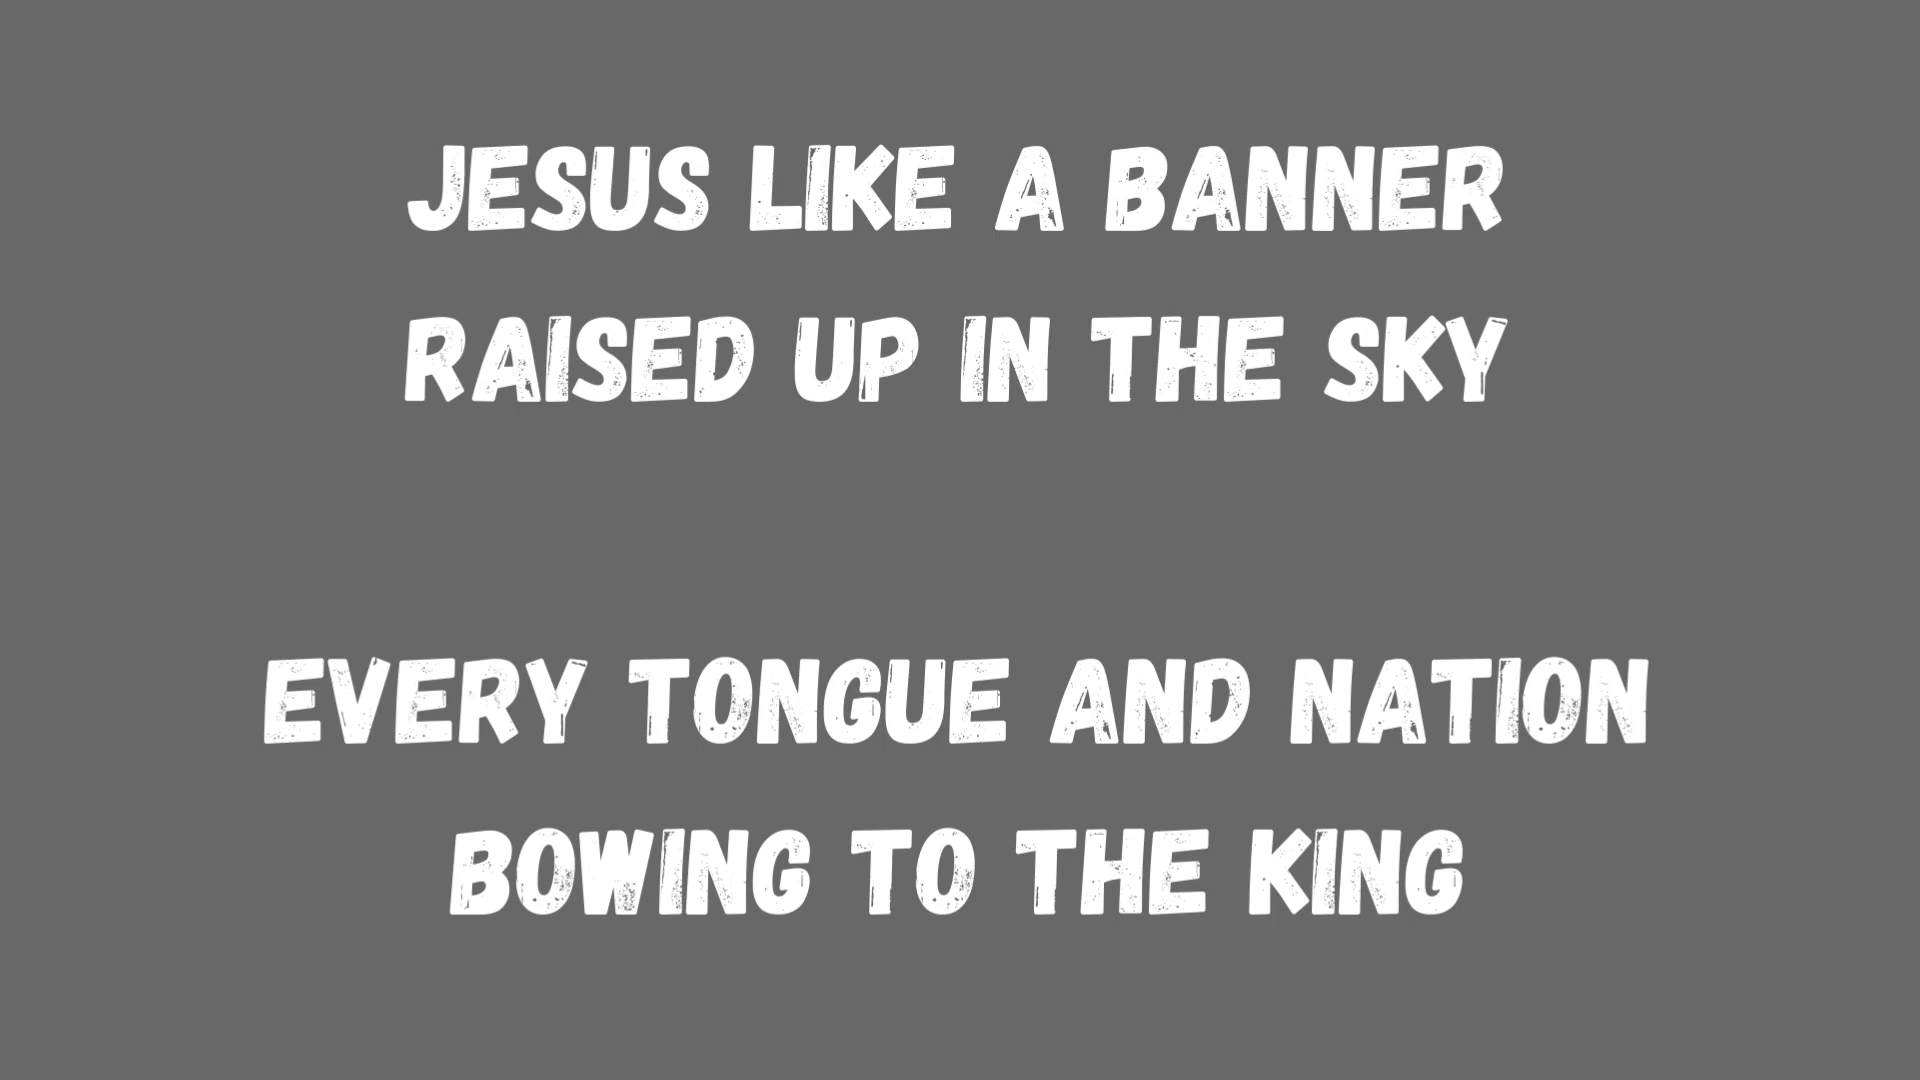 JESUS LIKE A BANNER
RAISED UP IN THE SKY
EVERY TONGUE AND NATION
BOWING TO THE KING